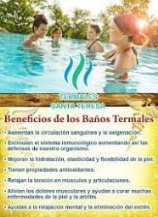 TERMALES
SANTA TERESA
Beneficios de los Baños Termales
• Aumentan la circulación sanguínea y la oxigenación.
• Estimulan el sistema inmunológico aumentando así las
defensas de nuestro organismo.
• Mejoran la hidratación, elasticidad y flexibilidad de la piel.
• Tienen propiedades antioxidantes.
• Relajan la tensión en músculos y articulaciones.
• Alivian los dolores musculares y ayudan a curar muchas
enfermedades de la piel y la artritis.
• Ayudan a la relajación mental y la eliminación del estrés.